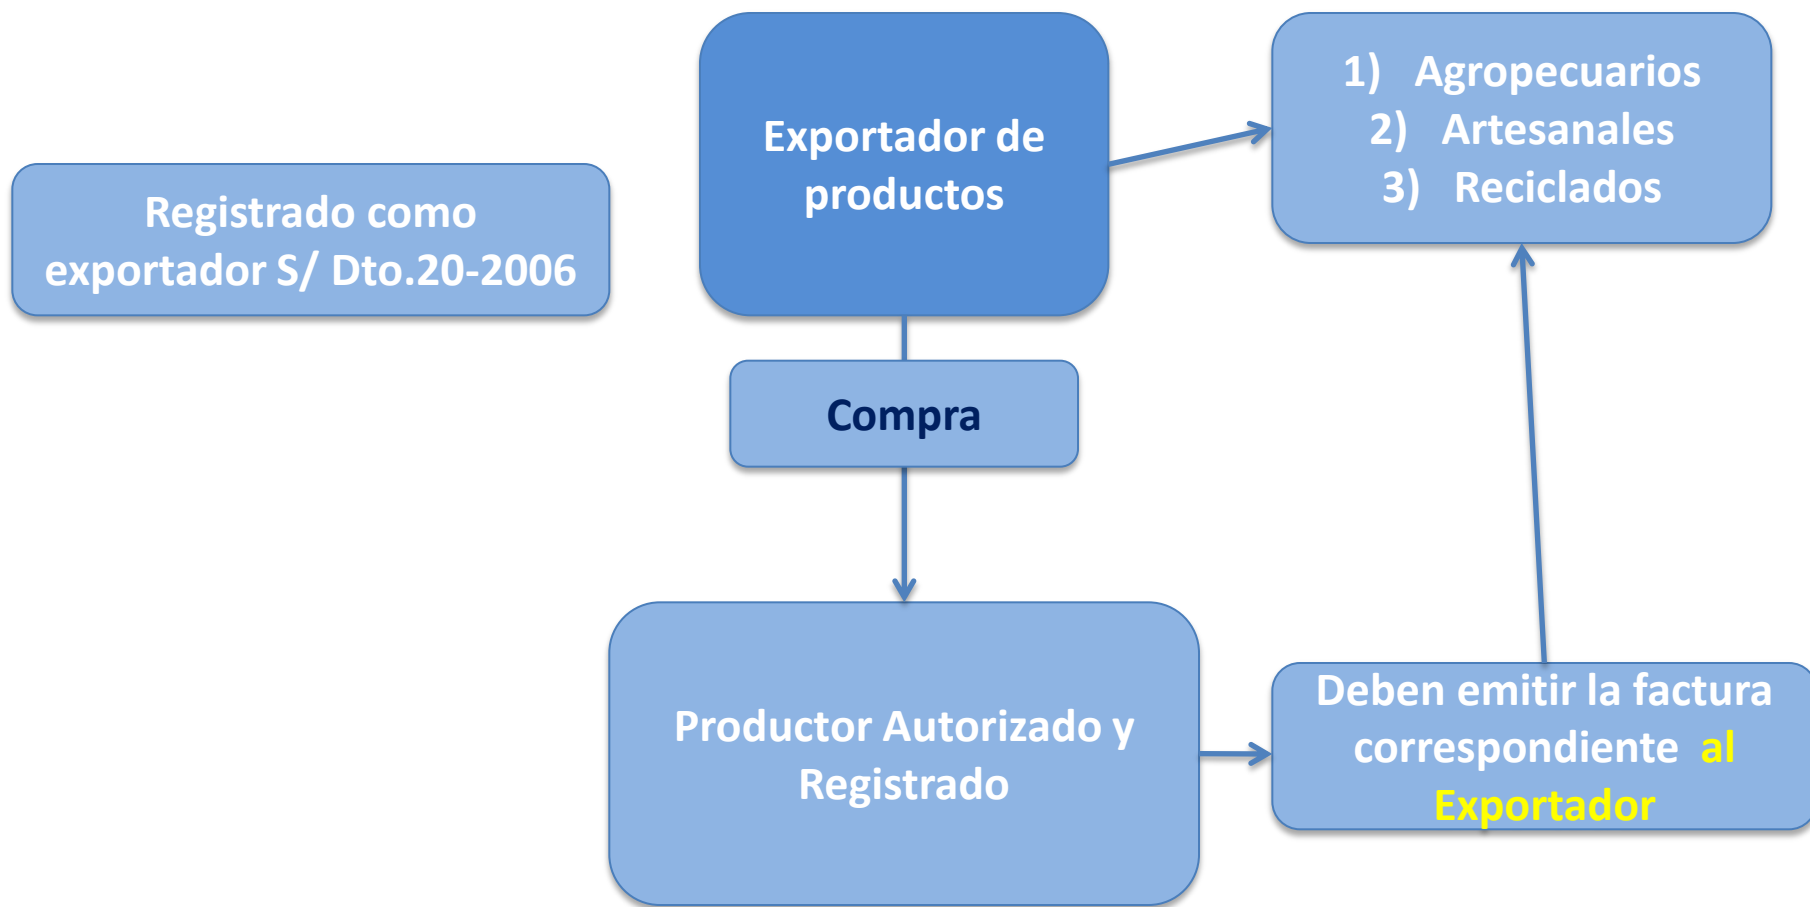 Registrado como
exportador S/ Dto.20-2006
Exportador de
productos
1) Agropecuarios
2) Artesanales
3) Reciclados
Compra
Productor Autorizado y
Registrado
Deben emitir la factura
correspondiente al
Exportador